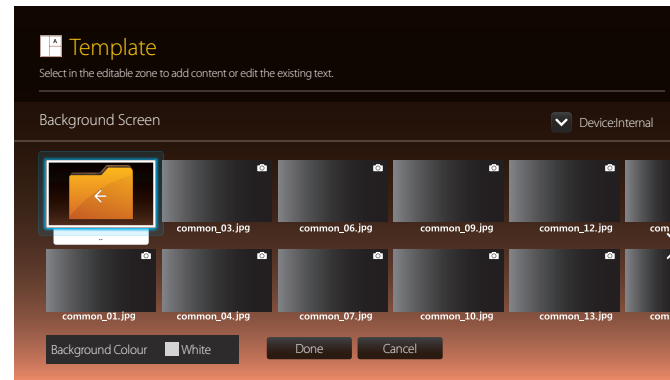 A
Template
Select in the editable zone to add content or edit the existing text.
Background Screen
Device:Internal
common_03.jpg common_06.jpg common_09.jpg common_12.jpg com
..
common_01.jpg common_04.jpg common_07.jpg common_10.jpg common_13.jpg com
Background Colour White Done Cancel